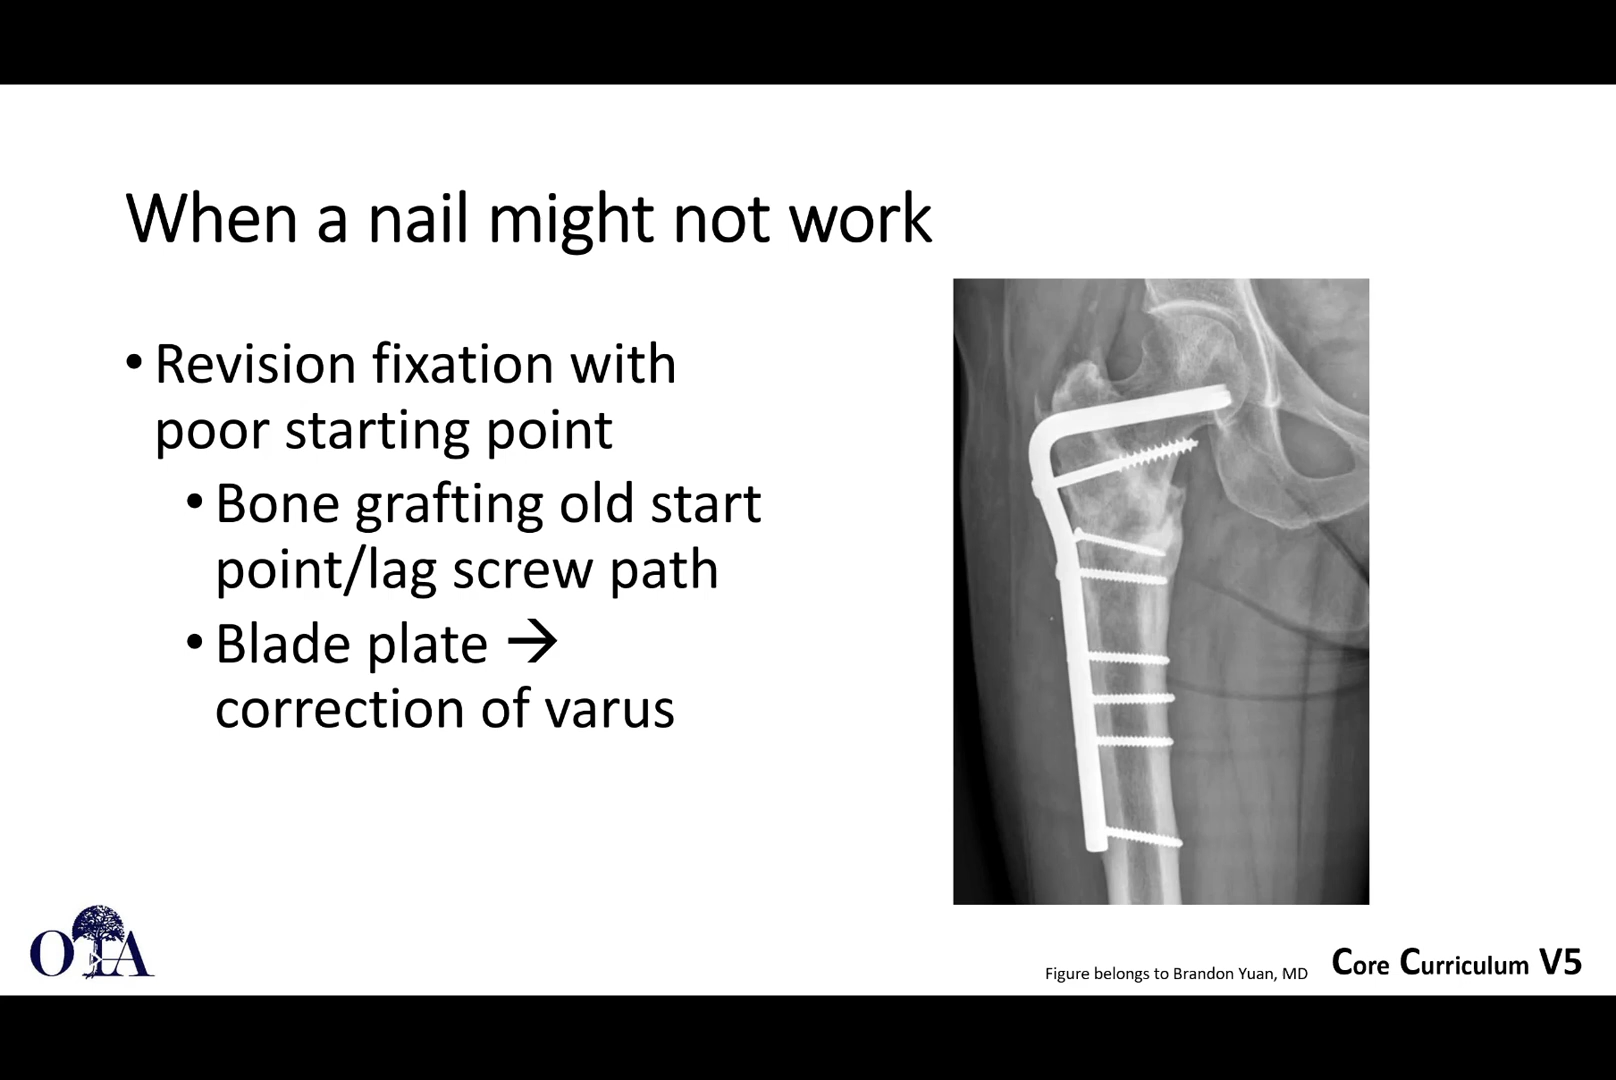 When a nail might not work
• Revision fixation with
poor starting point
• Bone grafting old start
point/lag screw path
• Blade plate →
correction of varus
OTA
Figure belongs to Brandon Yuan, MD
Core Curriculum V5